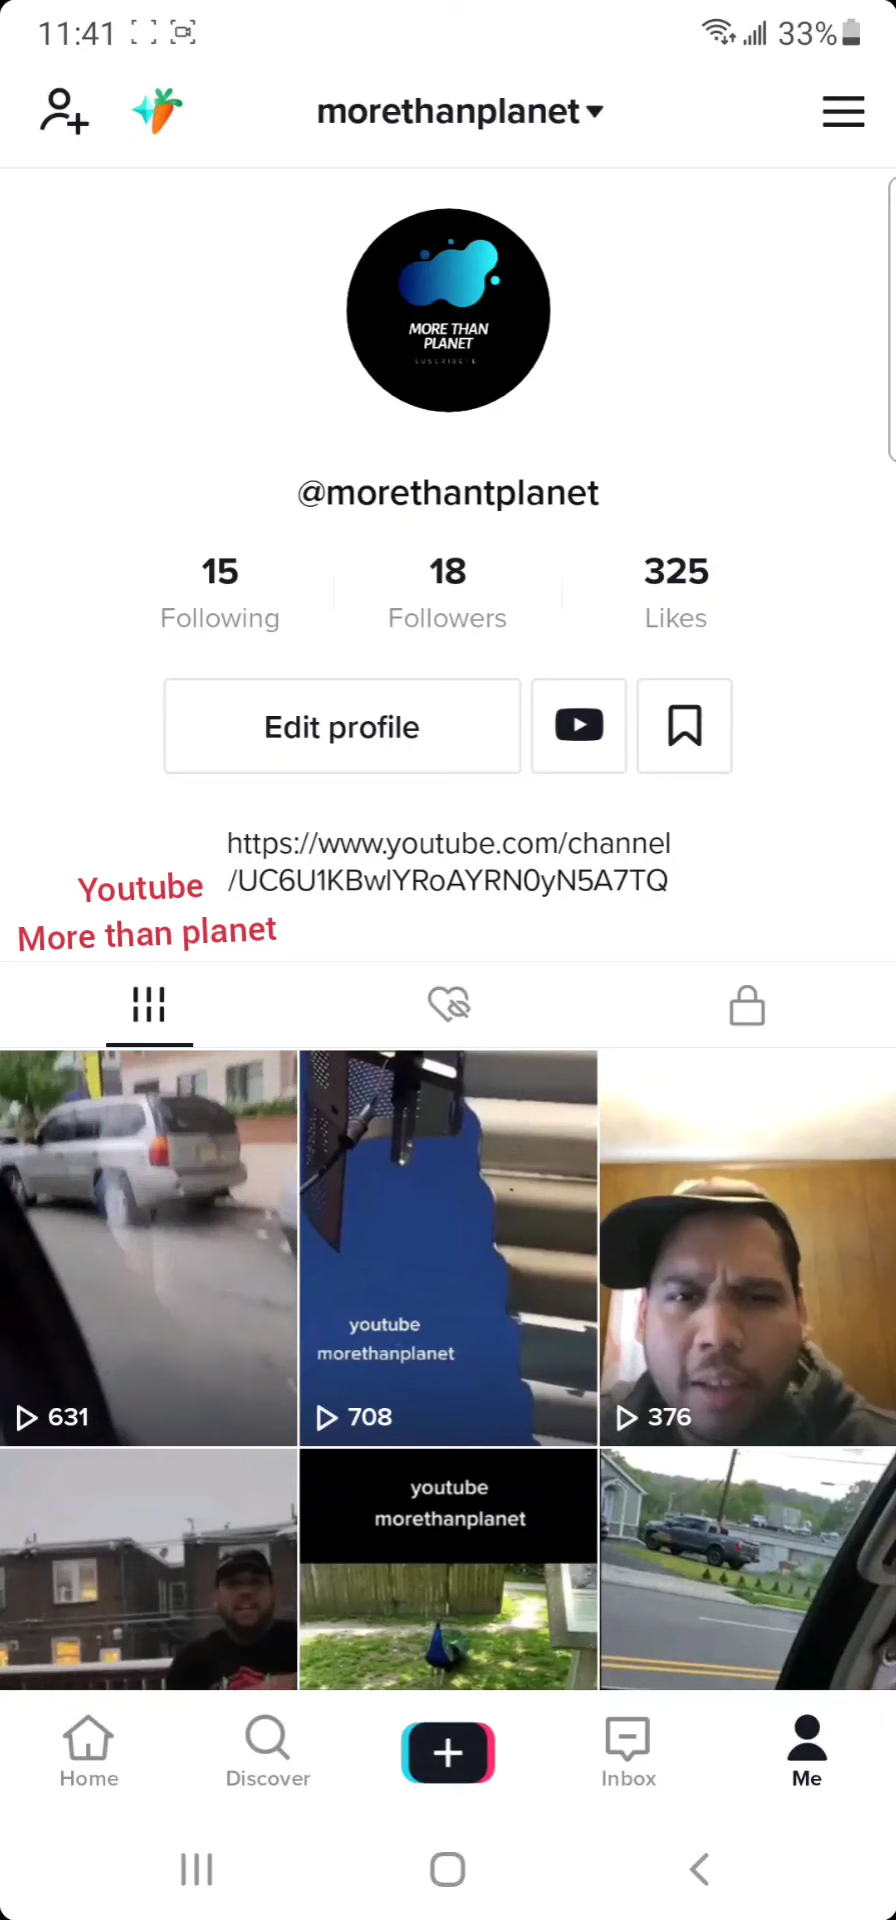 11:41 33%
morethanplanet
MORE THAN
PLANET
SUSCRIBETE
@morethantplanet
15 18 325
Following Followers Likes
Edit profile
https://www.youtube.com/channel
/UC6U1KBwlYRoAYRN0yN5A7TQ
Youtube
More than planet
youtube
morethanplanet
631 708 376
youtube
morethanplanet
Home Discover Inbox Me